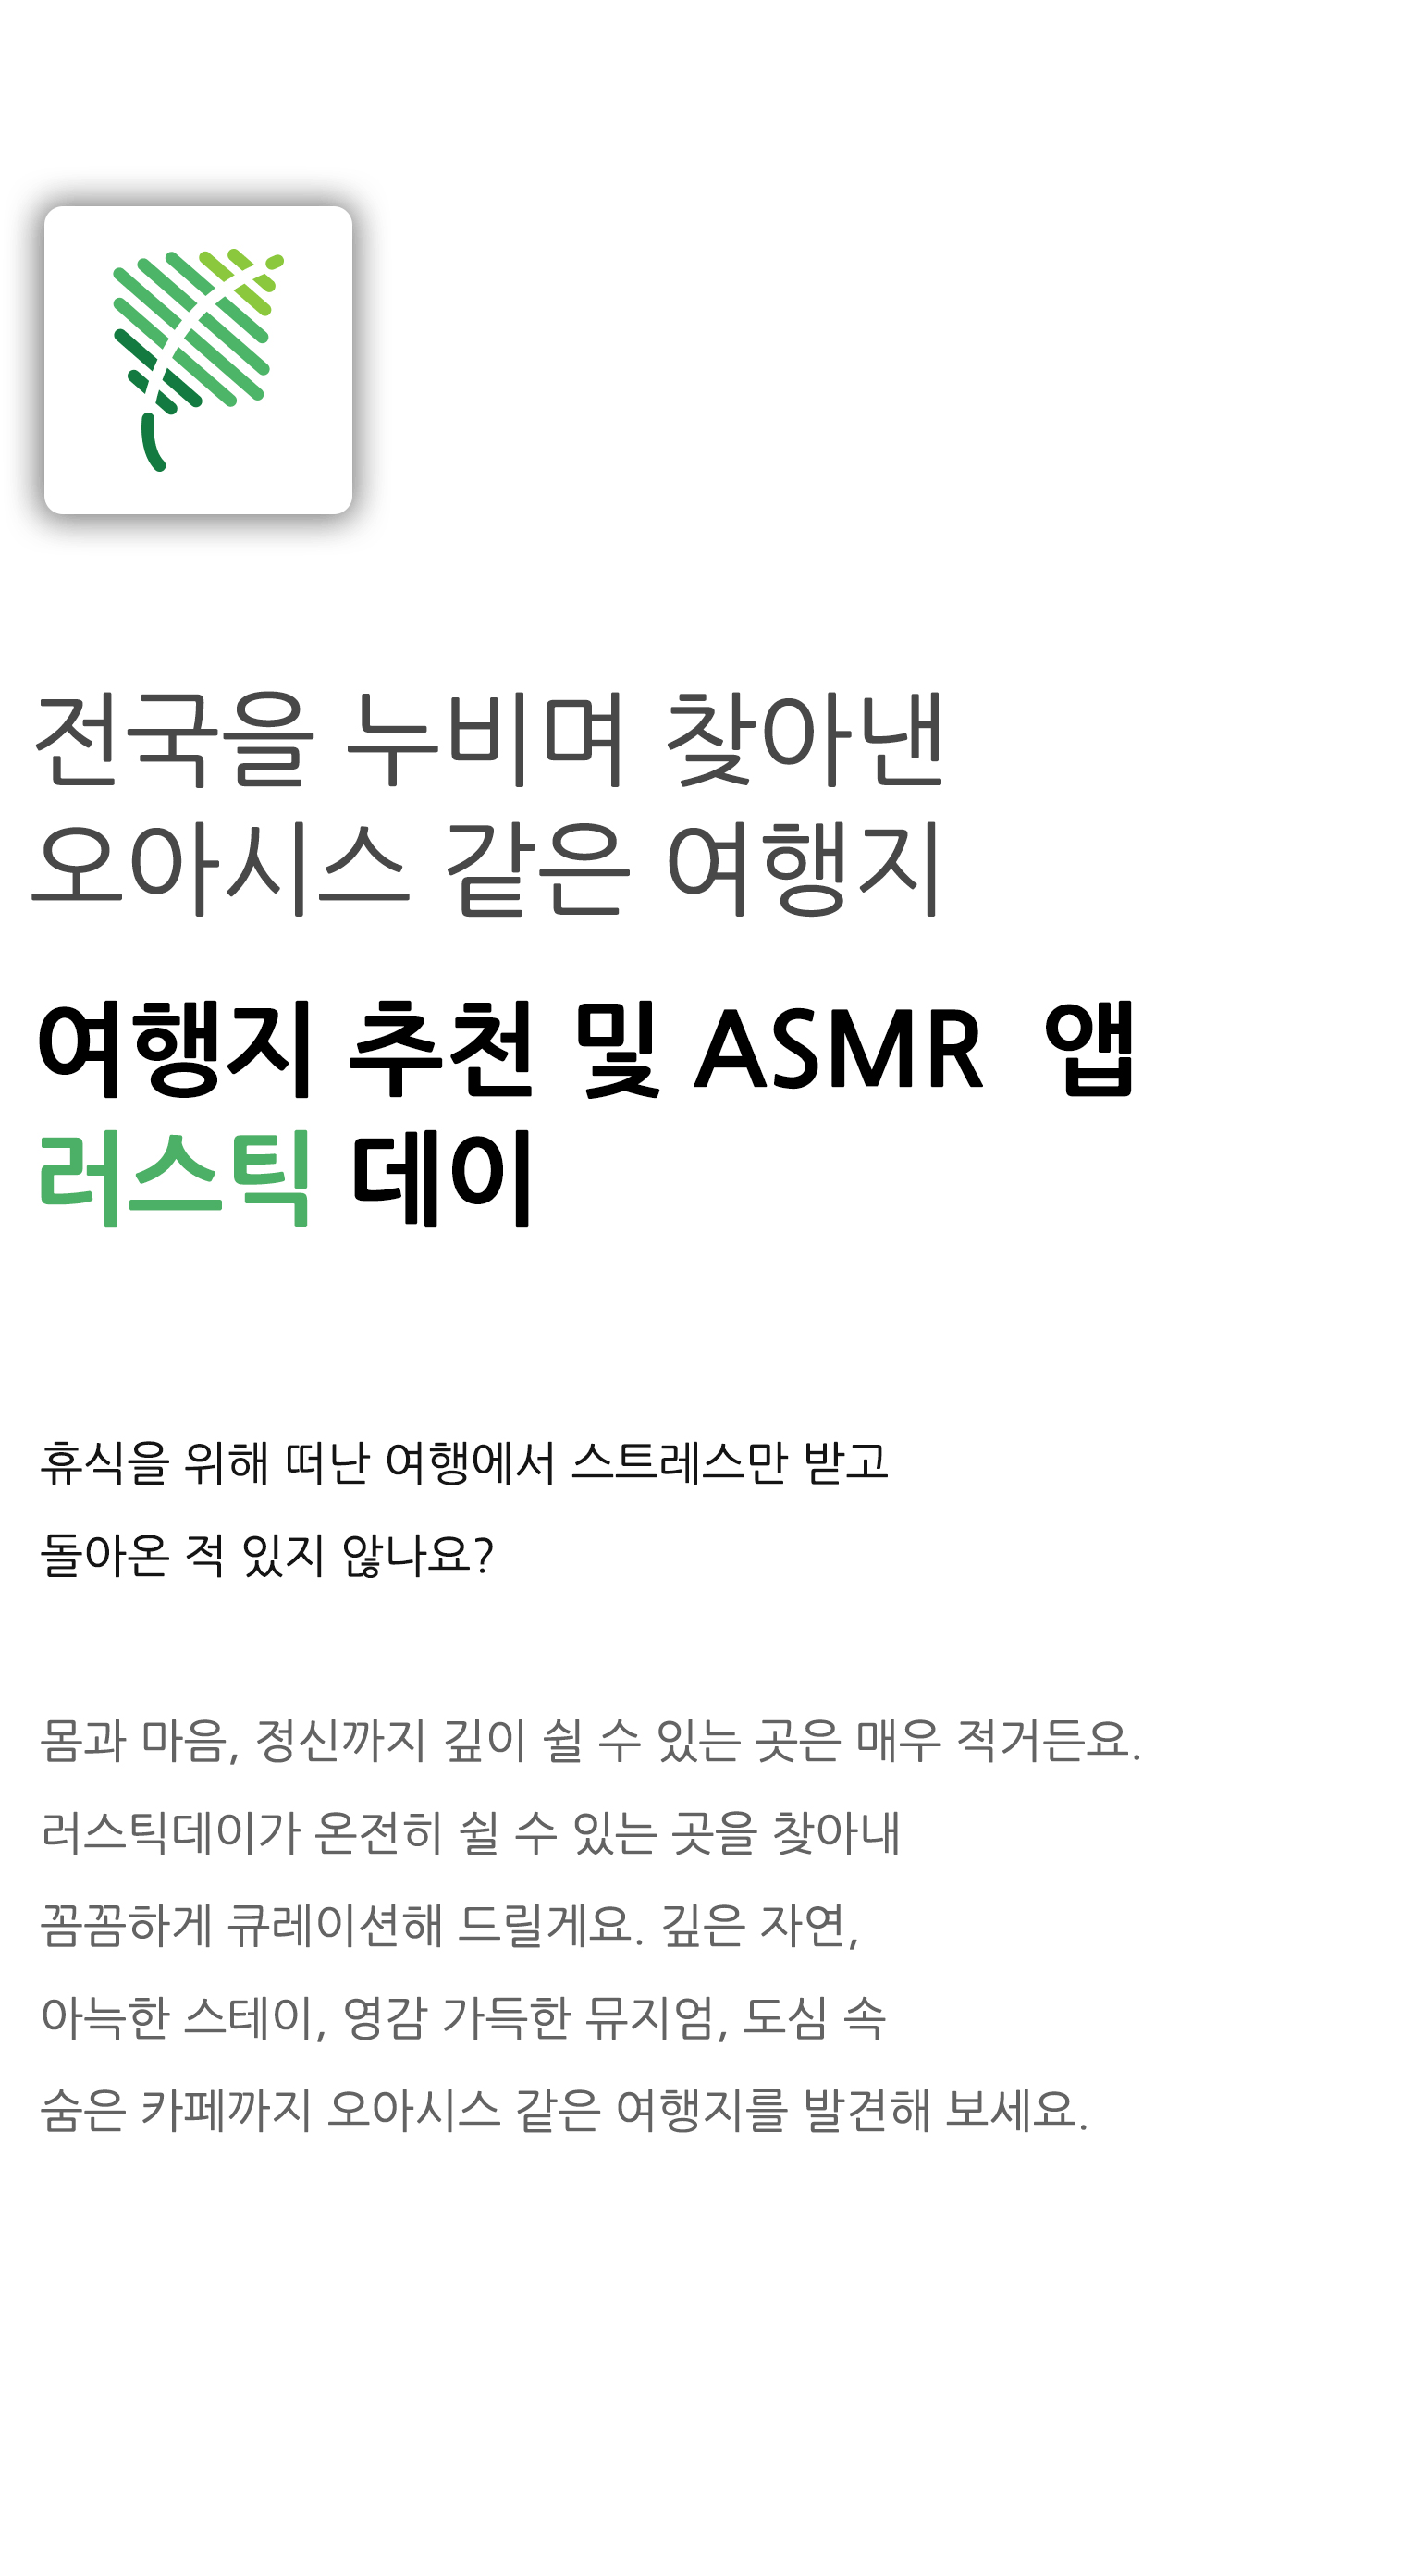 전국을 누비며 찾아낸
오아시스 같은 여행지
여행지 추천 및 ASMR 앱
러스틱 데이
휴식을 위해 떠난 여행에서 스트레스만 받고
돌아온 적 있지 않나요?
몸과 마음, 정신까지 깊이 쉴 수 있는 곳은 매우 적거든요.
러스틱데이가 온전히 쉴 수 있는 곳을 찾아내
꼼꼼하게 큐레이션해 드릴게요. 깊은 자연,
아늑한 스테이, 영감 가득한 뮤지엄, 도심 속
숨은 카페까지 오아시스 같은 여행지를 발견해 보세요.